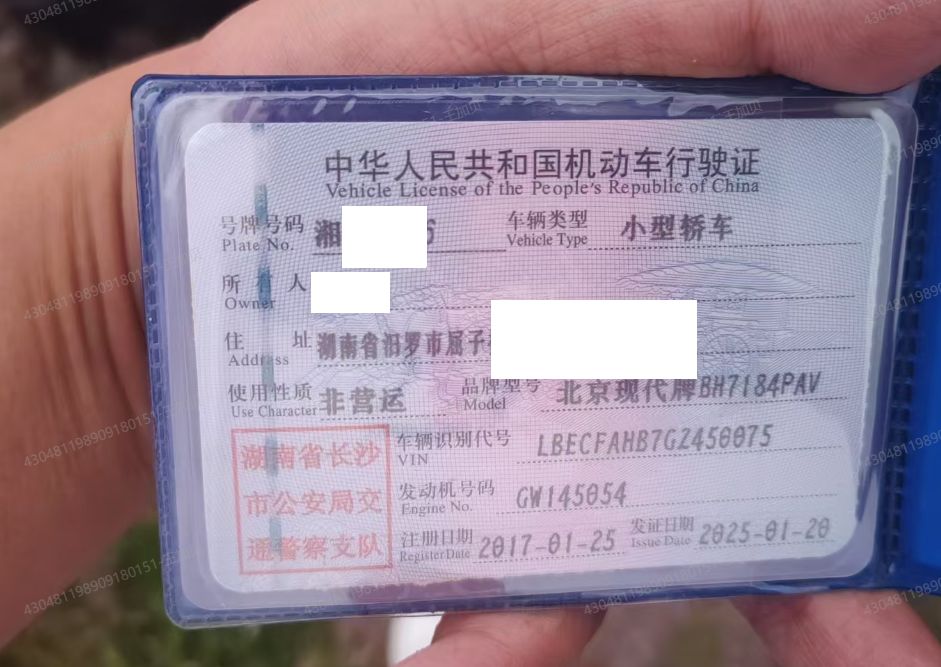 中华人民共和国机动车行驶证
Vehicle License of the People's Republic of China
号牌号码 湘 6 车辆类型 小型轿车
Plate No. Vehicle Type
所有人
Owner
住址 湖南省汨罗市屈子
Address
使用性质 非营运 品牌型号 北京现代牌BH7184PAV
Use Character Model
湖南省长沙 车辆识别代号 LBECFAHB7GZ450075
VIN
市公安局交 发动机号码 GW145054
Engine No.
通警察支队 注册日期 2017-01-25 发证日期 2025-01-20
Register Date Issue Date